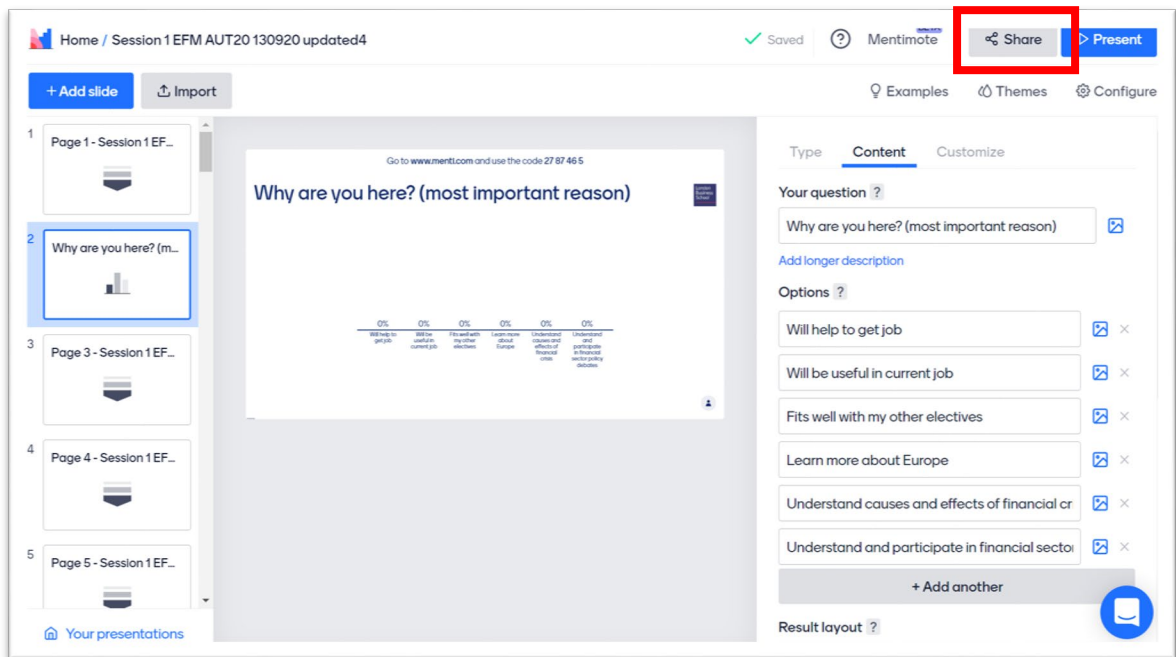 Home / Session 1 EFM AUT20 130920 updated4
Saved
?
Mentimote
Share
Present
+ Add slide
Import
Examples
Themes
Configure
1
Page 1 - Session 1 EF...
2
Why are you here? (m...
3
Page 3 - Session 1 EF...
4
Page 4 - Session 1 EF...
5
Page 5 - Session 1 EF...
Your presentations
Go to www.menti.com and use the code 27 87 46 5
Why are you here? (most important reason)
London
Business
School
0% 0% 0% 0% 0% 0%
Will help to
get job
Will be
useful in
current job
Fits well with
my other
electives
Learn more
about
Europe
Understand
causes and
effects of
financial
crisis
Understand
and
participate
in financial
sector policy
debates
Type Content Customize
Your question ?
Why are you here? (most important reason)
Add longer description
Options ?
Will help to get job
Will be useful in current job
Fits well with my other electives
Learn more about Europe
Understand causes and effects of financial cr
Understand and participate in financial secto
+ Add another
Result layout ?